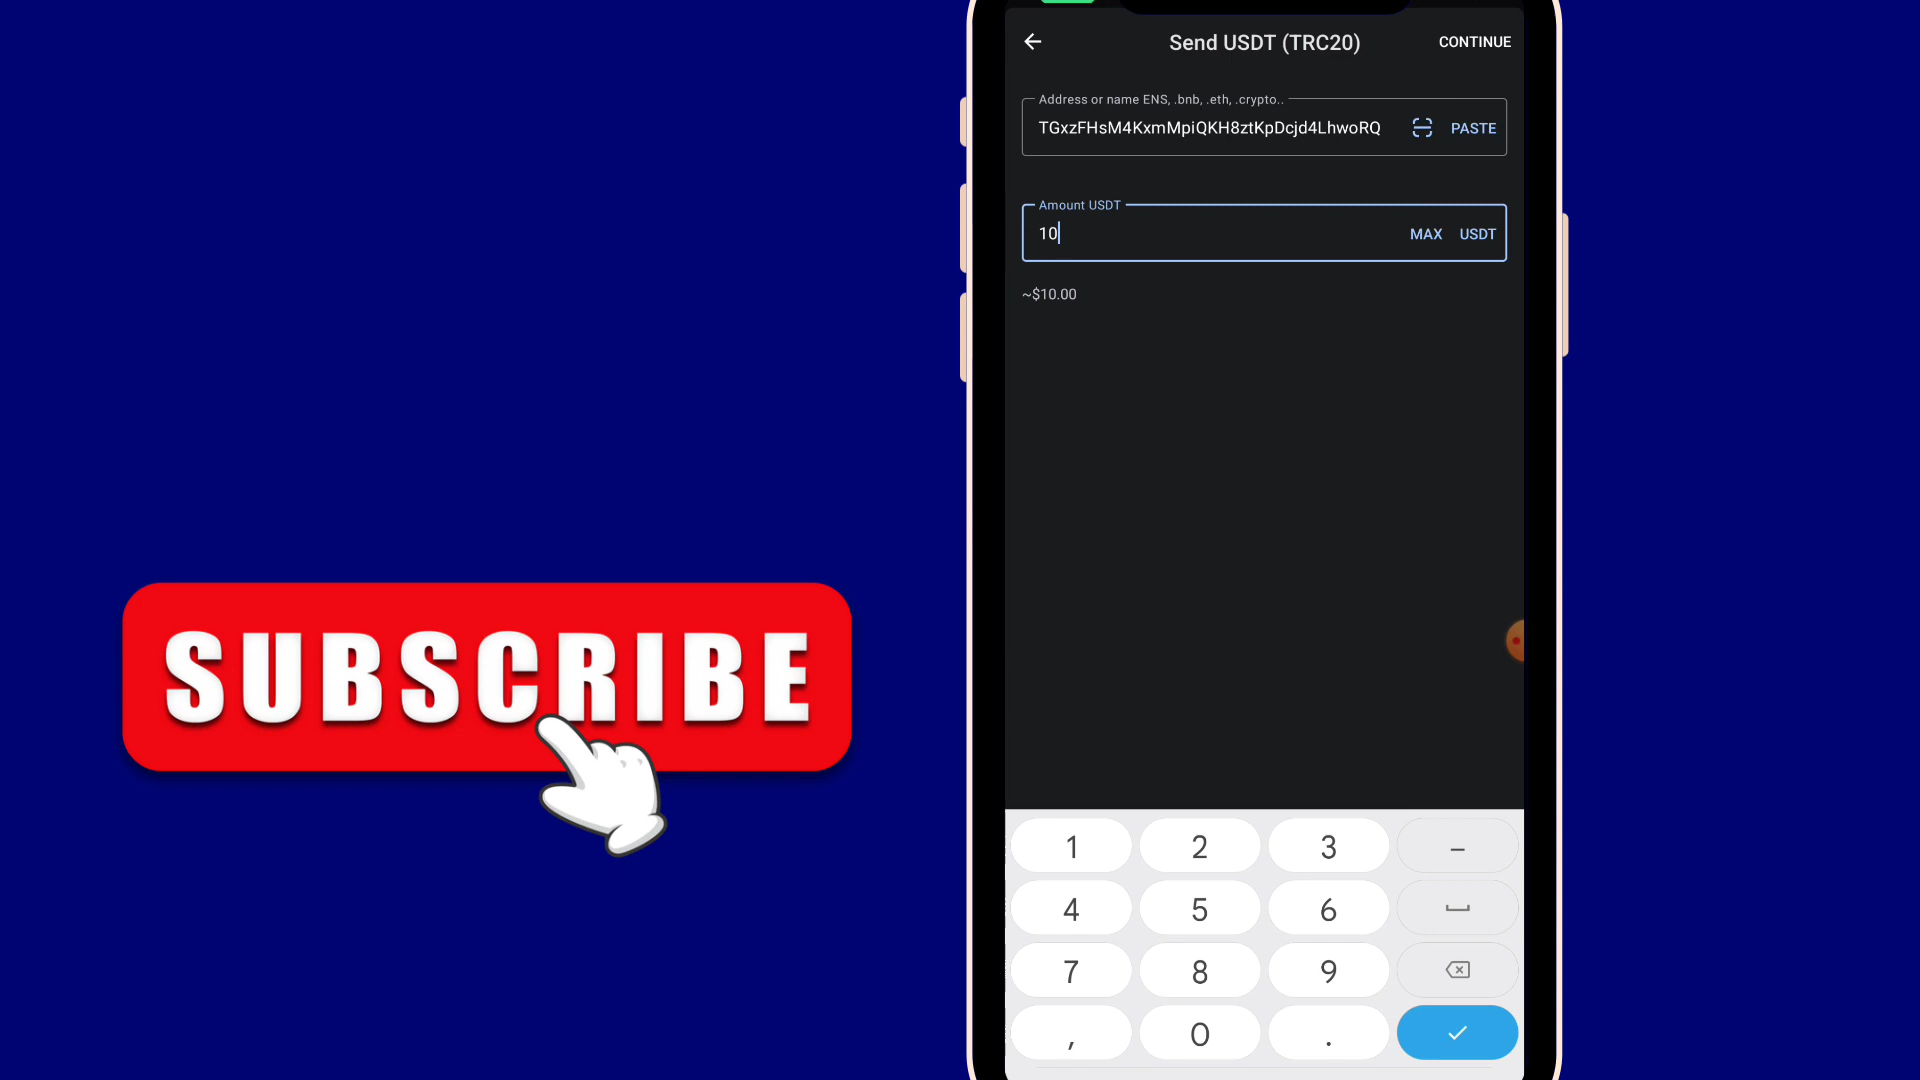 Send USDT (TRC20)
CONTINUE
Address or name ENS, .bnb, .eth, .crypto..
TGxzFHsM4KxmMpiQKH8ztKpDcjd4LhwoRQ
PASTE
Amount USDT
10
MAX USDT
~$10.00
SUBSCRIBE
1 2 3 –
4 5 6
7 8 9
, 0 .